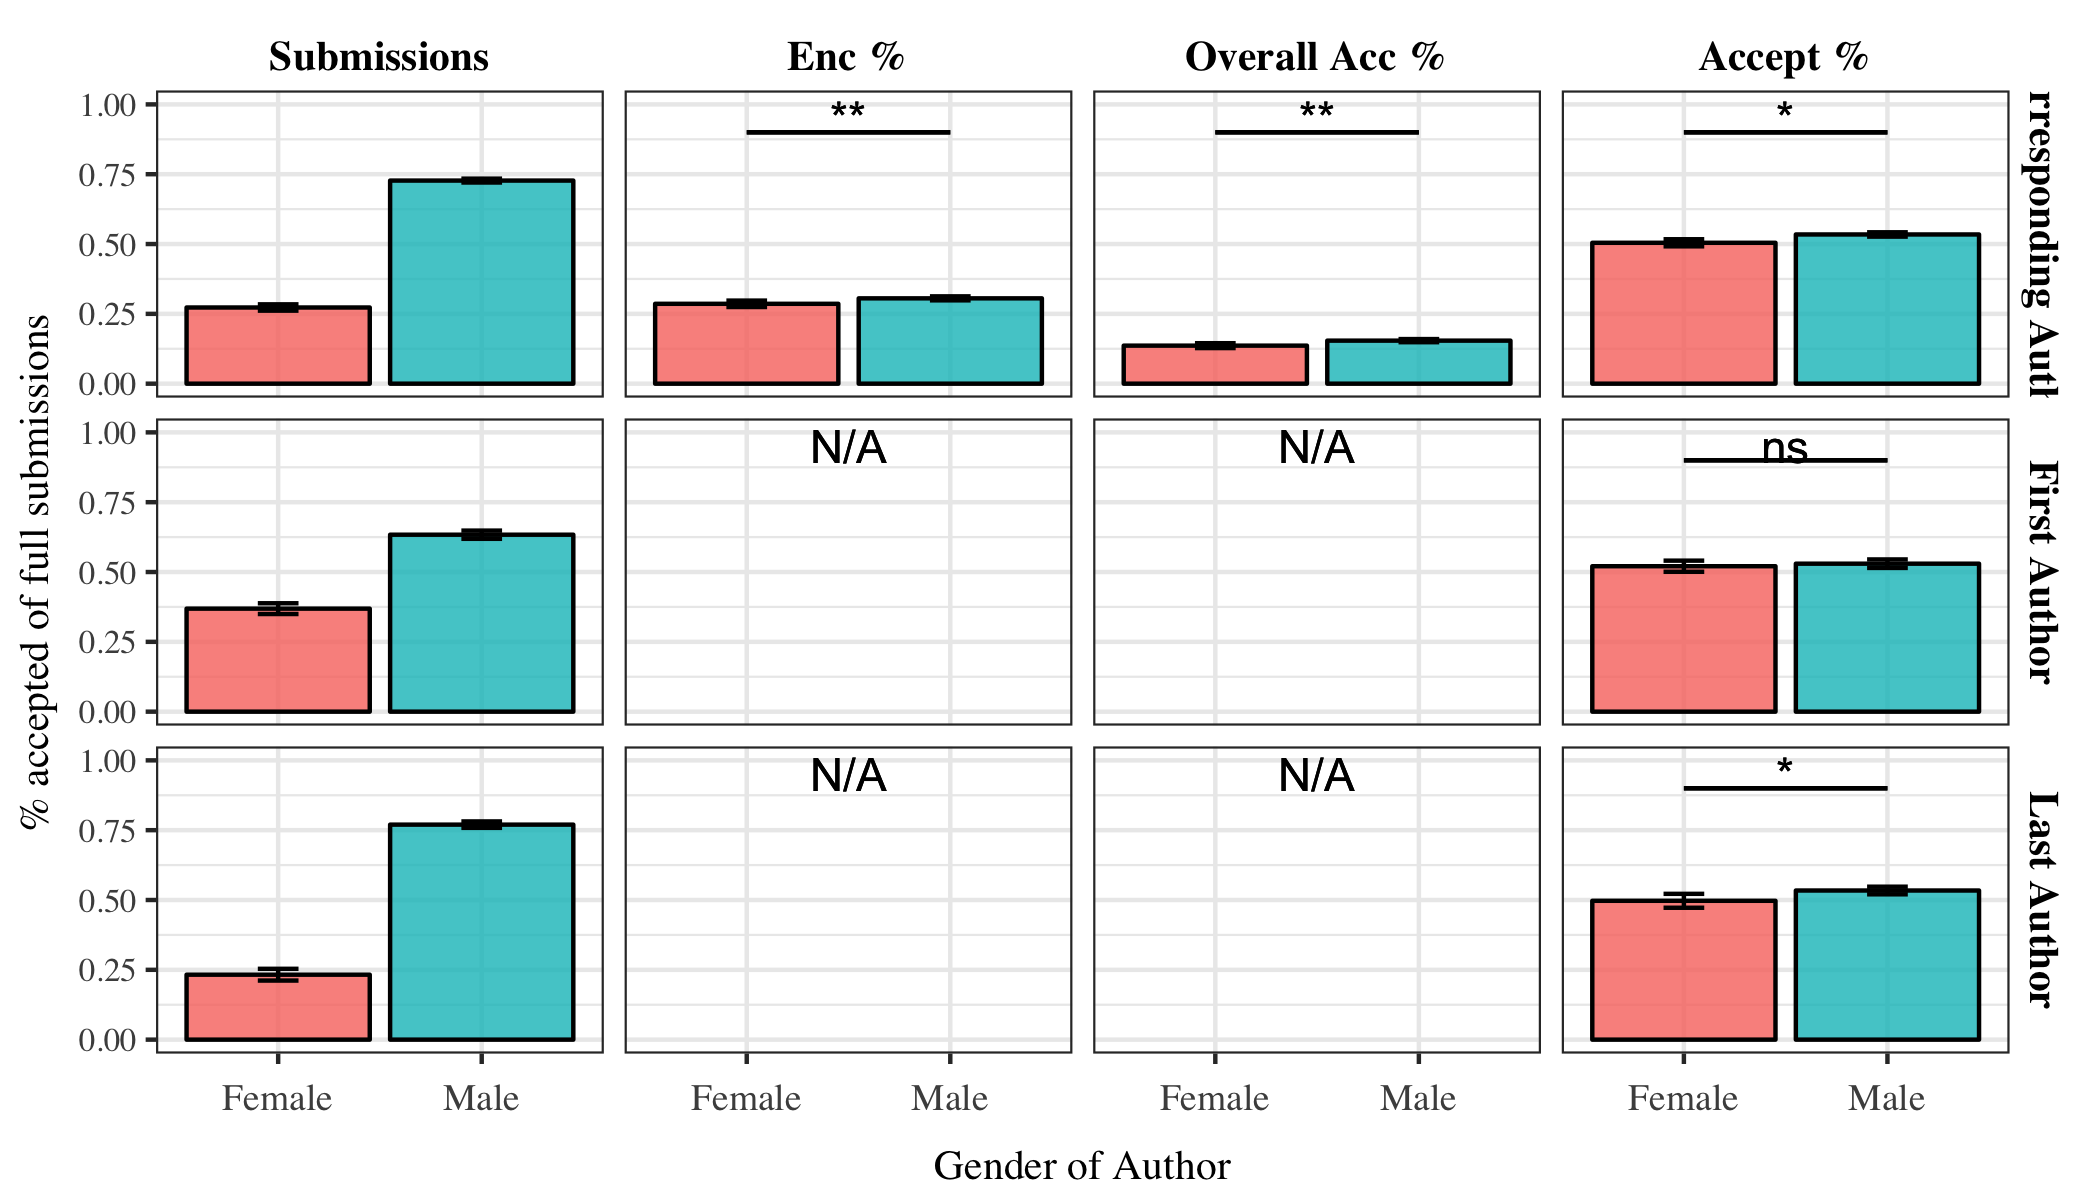 Submissions
Enc %
Overall Acc %
Accept %
% accepted of full submissions
1.00
0.75
0.50
0.25
0.00
**
**
*
rresponding Aut
1.00
0.75
0.50
0.25
0.00
N/A
N/A
ns
First Author
1.00
0.75
0.50
0.25
0.00
N/A
N/A
*
Last Author
Female
Male
Female
Male
Female
Male
Female
Male
Gender of Author